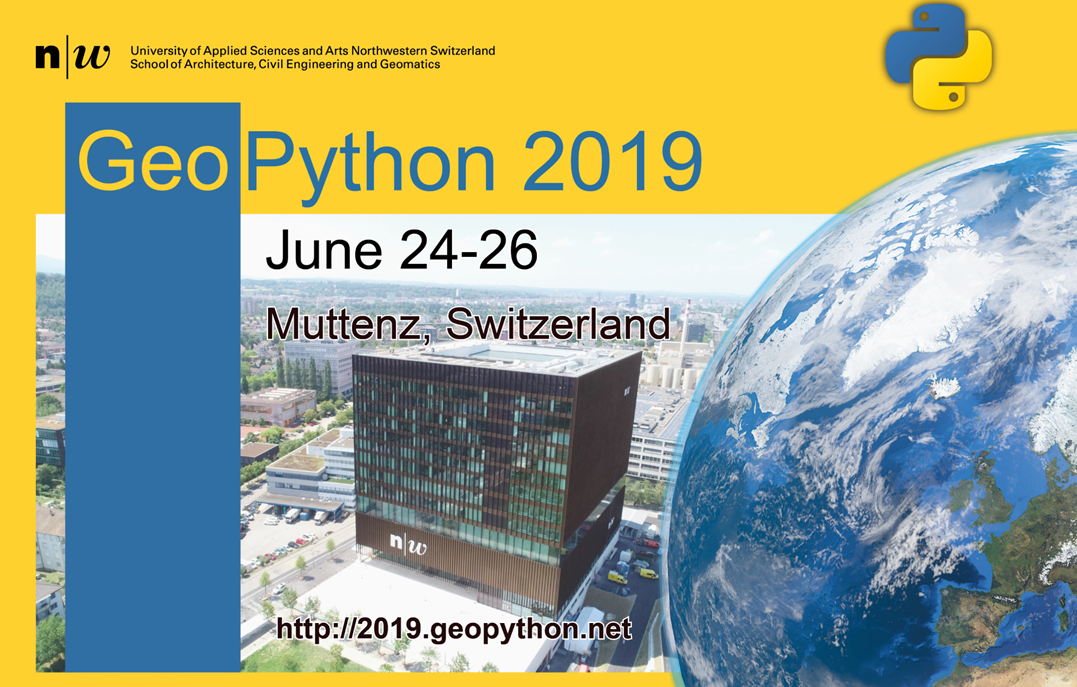 n|w
University of Applied Sciences and Arts Northwestern Switzerland
School of Architecture, Civil Engineering and Geomatics
GeoPython 2019
June 24-26
Muttenz, Switzerland
n|w
http://2019.geopython.net